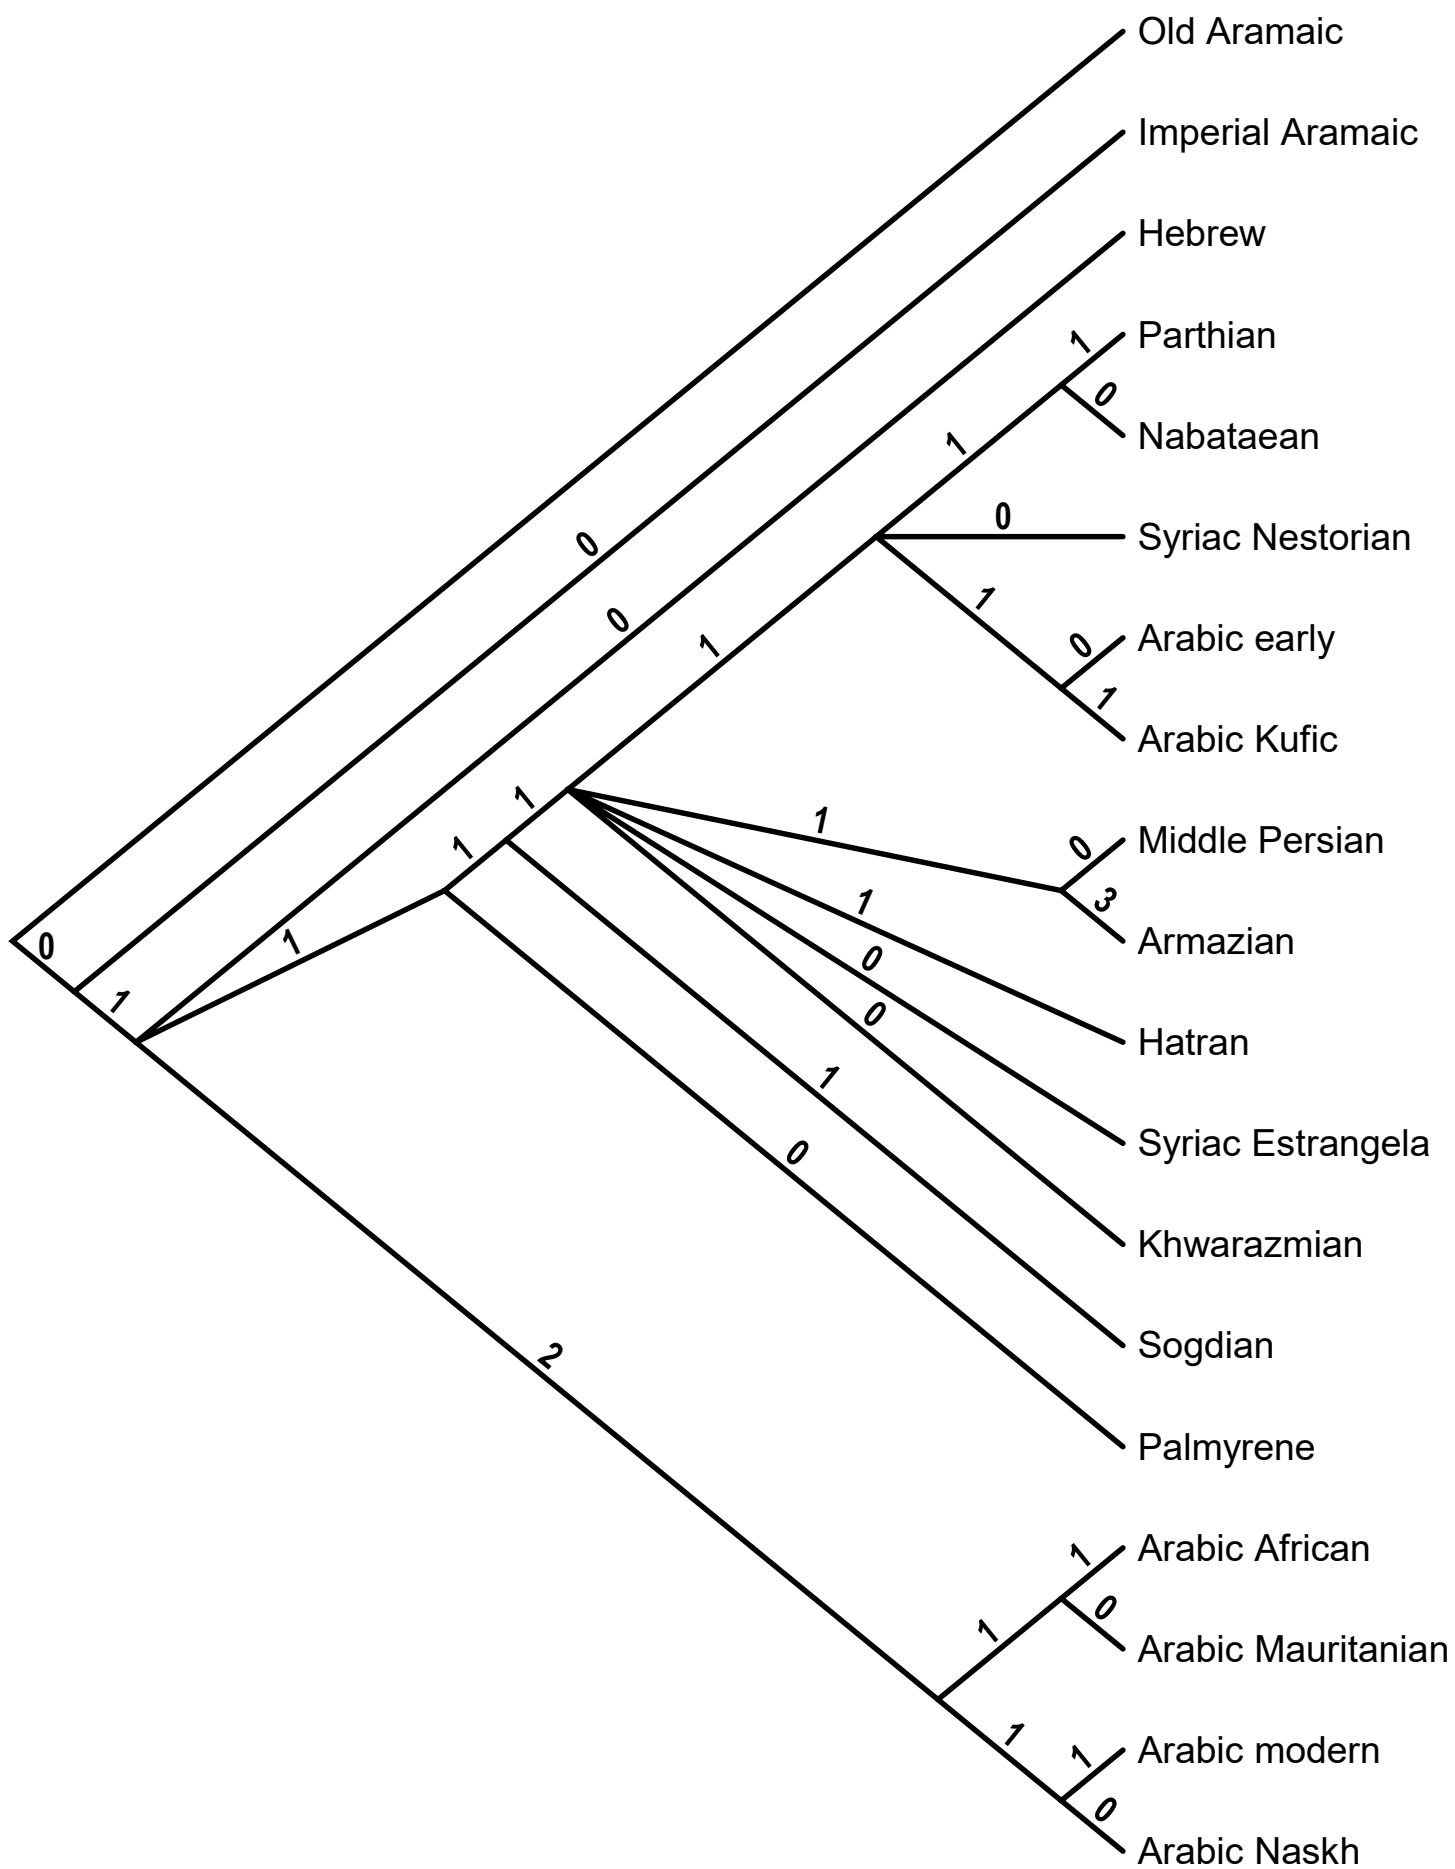 Old Aramaic
Imperial Aramaic
Hebrew
1
Parthian
0
1
Nabataean
0
Syriac Nestorian
0
1
0
0
Arabic early
1
1
Arabic Kufic
1
1
1
0
Middle Persian
3
1
Armazian
0
1
0
Hatran
1
0
1
Syriac Estrangela
0
Khwarazmian
2
Sogdian
Palmyrene
1
Arabic African
0
1
Arabic Mauritanian
1
1
Arabic modern
0
Arabic Naskh